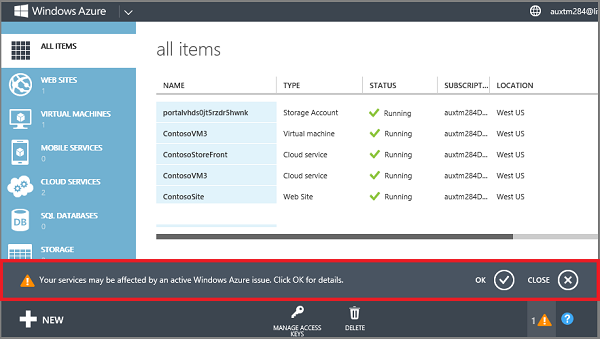 Windows Azure
auxtm284@li
ALL ITEMS
WEB SITES
1
VIRTUAL MACHINES
1
MOBILE SERVICES
0
CLOUD SERVICES
2
SQL DATABASES
0
STORAGE
all items
NAME TYPE STATUS SUBSCRIPT... LOCATION
portalvhds0jt5rzdr5hwnk Storage Account Running auxtm284D... West US
ContosoVM3 Virtual machine Running auxtm284D... West US
ContosoStoreFront Cloud service Running auxtm284D... West US
ContosoVM3 Cloud service Running auxtm284D... West US
ContosoSite Web Site Running auxtm284D... West US
DB
Your services may be affected by an active Windows Azure issue. Click OK for details.
OK
CLOSE
NEW
MANAGE ACCESS
KEYS
DELETE
1
?